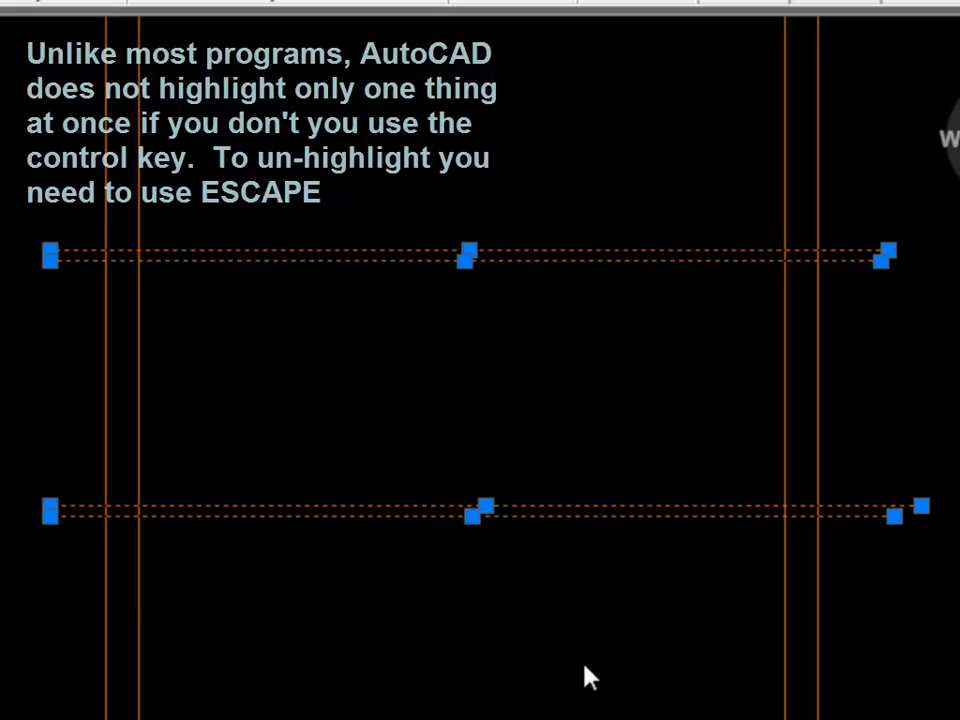 Unlike most programs, AutoCAD
does not highlight only one thing
at once if you don't you use the
control key.  To un-highlight you
need to use ESCAPE
W